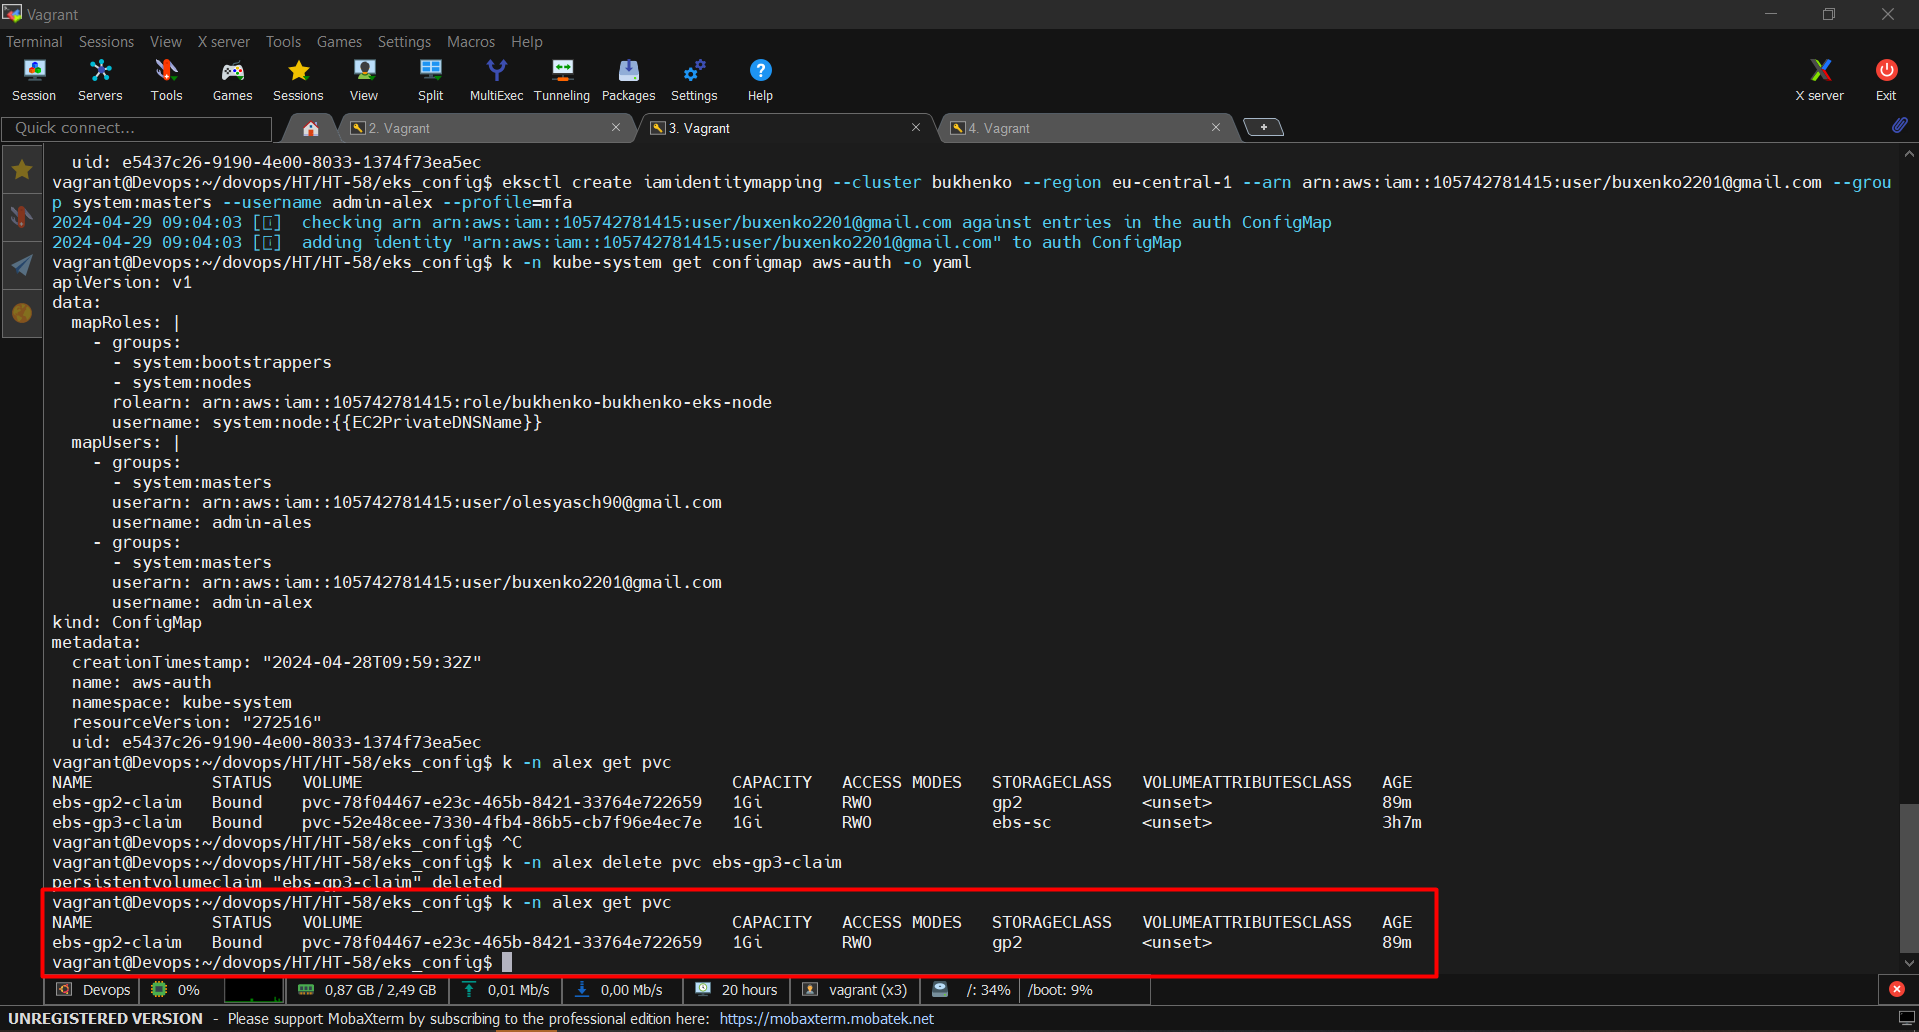 Vagrant
Terminal Sessions View X server Tools Games Settings Macros Help
Session Servers Tools Games Sessions View Split MultiExec Tunneling Packages Settings Help X server Exit
Quick connect... 2. Vagrant 3. Vagrant 4. Vagrant
uid: e5437c26-9190-4e00-8033-1374f73ea5ec
vagrant@Devops:~/dovops/HT/HT-58/eks_config$ eksctl create iamidentitymapping --cluster bukhenko --region eu-central-1 --arn arn:aws:iam::105742781415:user/buxenko2201@gmail.com --grou
p system:masters --username admin-alex --profile=mfa
2024-04-29 09:04:03 [ℹ]  checking arn arn:aws:iam::105742781415:user/buxenko2201@gmail.com against entries in the auth ConfigMap
2024-04-29 09:04:03 [ℹ]  adding identity "arn:aws:iam::105742781415:user/buxenko2201@gmail.com" to auth ConfigMap
vagrant@Devops:~/dovops/HT/HT-58/eks_config$ k -n kube-system get configmap aws-auth -o yaml
apiVersion: v1
data:
  mapRoles: |
    - groups:
      - system:bootstrappers
      - system:nodes
      rolearn: arn:aws:iam::105742781415:role/bukhenko-bukhenko-eks-node
      username: system:node:{{EC2PrivateDNSName}}
  mapUsers: |
    - groups:
      - system:masters
      userarn: arn:aws:iam::105742781415:user/olesyasch90@gmail.com
      username: admin-ales
    - groups:
      - system:masters
      userarn: arn:aws:iam::105742781415:user/buxenko2201@gmail.com
      username: admin-alex
kind: ConfigMap
metadata:
  creationTimestamp: "2024-04-28T09:59:32Z"
  name: aws-auth
  namespace: kube-system
  resourceVersion: "272516"
  uid: e5437c26-9190-4e00-8033-1374f73ea5ec
vagrant@Devops:~/dovops/HT/HT-58/eks_config$ k -n alex get pvc
NAME STATUS VOLUME CAPACITY ACCESS MODES STORAGECLASS VOLUMEATTRIBUTESCLASS AGE
ebs-gp2-claim Bound pvc-78f04467-e23c-465b-8421-33764e722659 1Gi RWO gp2 <unset> 89m
ebs-gp3-claim Bound pvc-52e48cee-7330-4fb4-86b5-cb7f96e4ec7e 1Gi RWO ebs-sc <unset> 3h7m
vagrant@Devops:~/dovops/HT/HT-58/eks_config$ ^C
vagrant@Devops:~/dovops/HT/HT-58/eks_config$ k -n alex delete pvc ebs-gp3-claim
persistentvolumeclaim "ebs-gp3-claim" deleted
vagrant@Devops:~/dovops/HT/HT-58/eks_config$ k -n alex get pvc
NAME STATUS VOLUME CAPACITY ACCESS MODES STORAGECLASS VOLUMEATTRIBUTESCLASS AGE
ebs-gp2-claim Bound pvc-78f04467-e23c-465b-8421-33764e722659 1Gi RWO gp2 <unset> 89m
vagrant@Devops:~/dovops/HT/HT-58/eks_config$
Devops 0% 0,87 GB / 2,49 GB 0,01 Mb/s 0,00 Mb/s 20 hours vagrant (x3) /: 34% /boot: 9%
UNREGISTERED VERSION - Please support MobaXterm by subscribing to the professional edition here: https://mobaxterm.mobatek.net